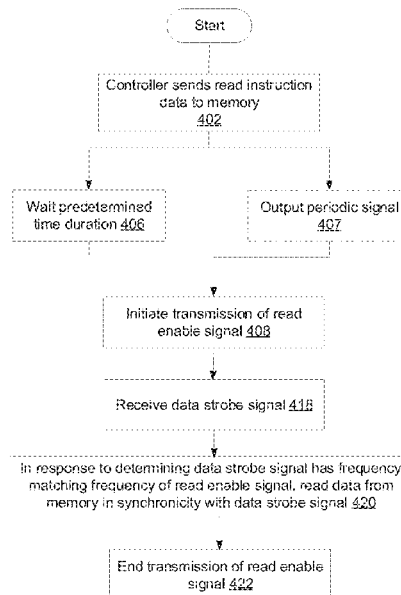 Start
Controller sends read instruction
data to memory
402
Wait predetermined
time duration 406
Output periodic signal
407
Initiate transmission of read
enable signal 408
Receive data strobe signal 418
In response to determining data strobe signal has frequency
matching frequency of read enable signal, read data from
memory in synchronicity with data strobe signal 420
End transmission of read enable
signal 422